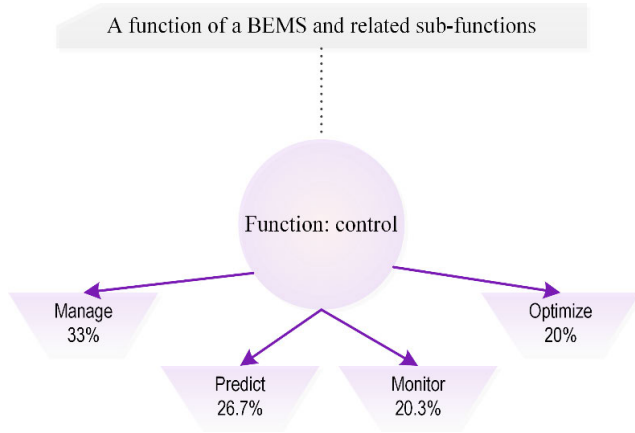 A function of a BEMS and related sub-functions
Function: control
Manage
33%
Optimize
20%
Predict
26.7%
Monitor
20.3%